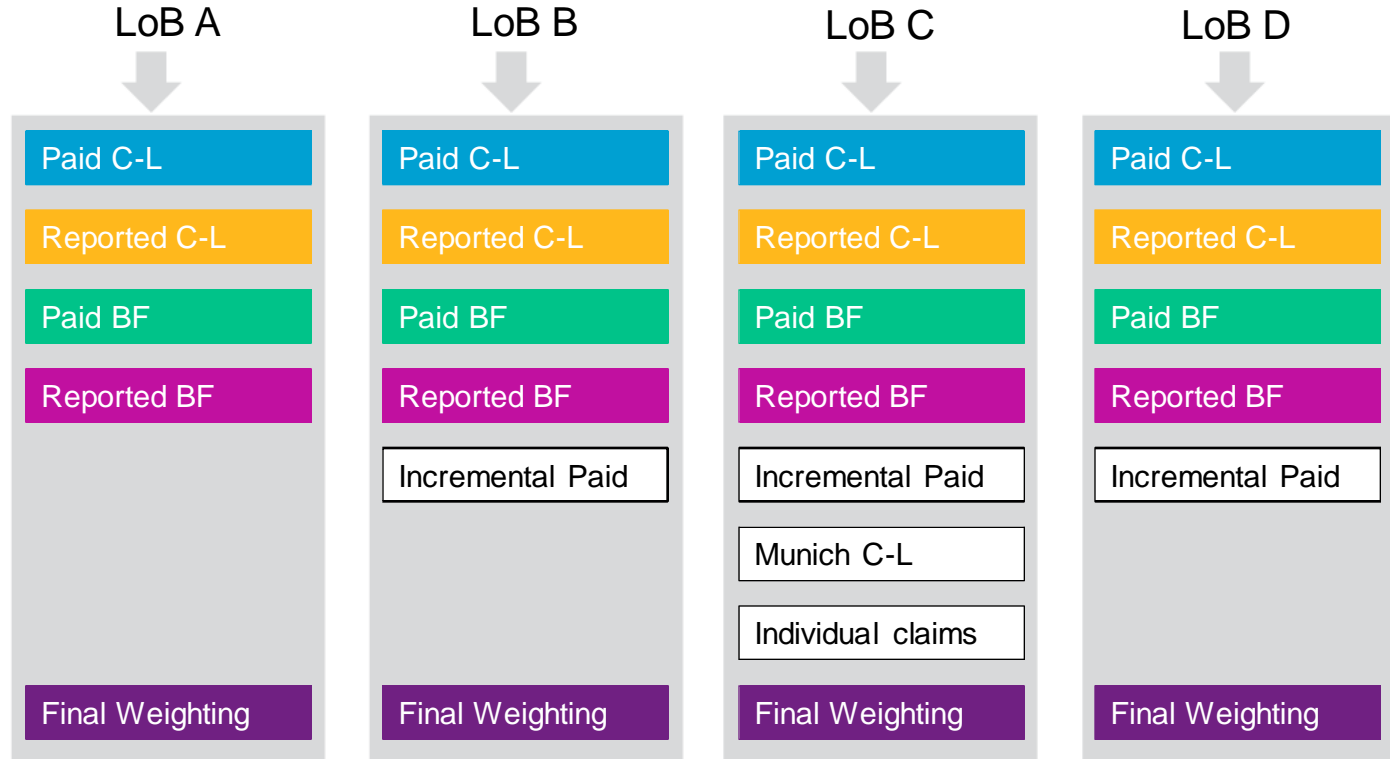 LoB A
Paid C-L
Reported C-L
Paid BF
Reported BF
Final Weighting
LoB B
Paid C-L
Reported C-L
Paid BF
Reported BF
Incremental Paid
Final Weighting
LoB C
Paid C-L
Reported C-L
Paid BF
Reported BF
Incremental Paid
Munich C-L
Individual claims
Final Weighting
LoB D
Paid C-L
Reported C-L
Paid BF
Reported BF
Incremental Paid
Final Weighting